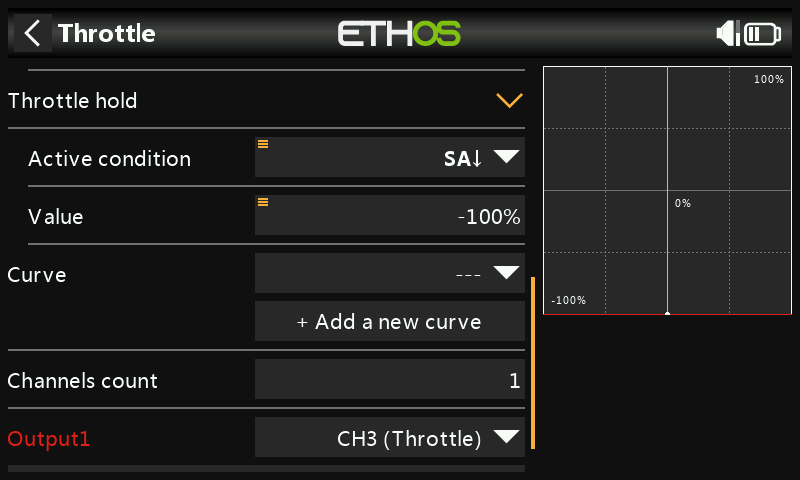 Throttle
ETHOS
Throttle hold
Active condition
SA↓
Value
-100%
Curve
---
+ Add a new curve
Channels count
1
Output1
CH3 (Throttle)
100%
0%
-100%